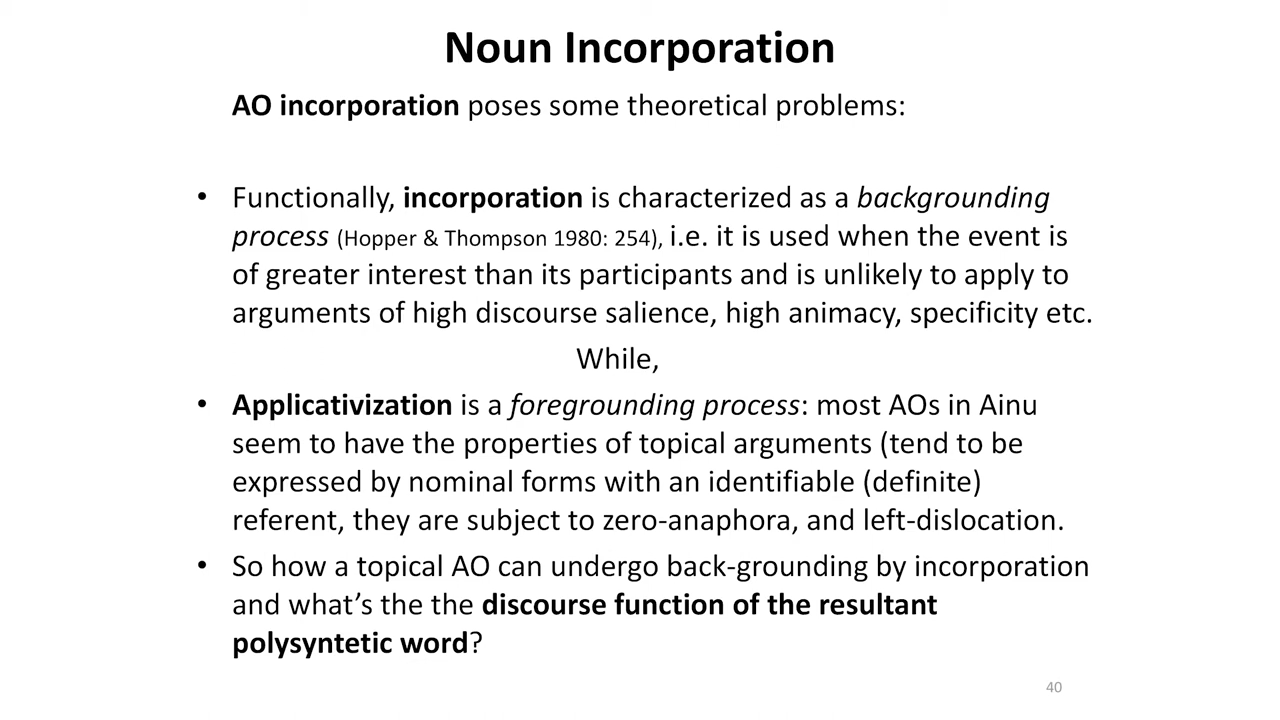 Noun Incorporation
AO incorporation poses some theoretical problems:
• Functionally, incorporation is characterized as a backgrounding
process (Hopper & Thompson 1980: 254), i.e. it is used when the event is
of greater interest than its participants and is unlikely to apply to
arguments of high discourse salience, high animacy, specificity etc.
While,
• Applicativization is a foregrounding process: most AOs in Ainu
seem to have the properties of topical arguments (tend to be
expressed by nominal forms with an identifiable (definite)
referent, they are subject to zero-anaphora, and left-dislocation.
• So how a topical AO can undergo back-grounding by incorporation
and what’s the the discourse function of the resultant
polysyntetic word?
40